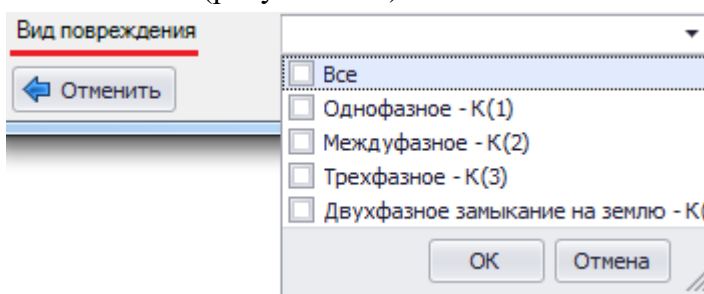 Вид повреждения
Отменить
Все
Однофазное - К(1)
Междуфазное - К(2)
Трехфазное - К(3)
Двухфазное замыкание на землю - К(
ОК
Отмена